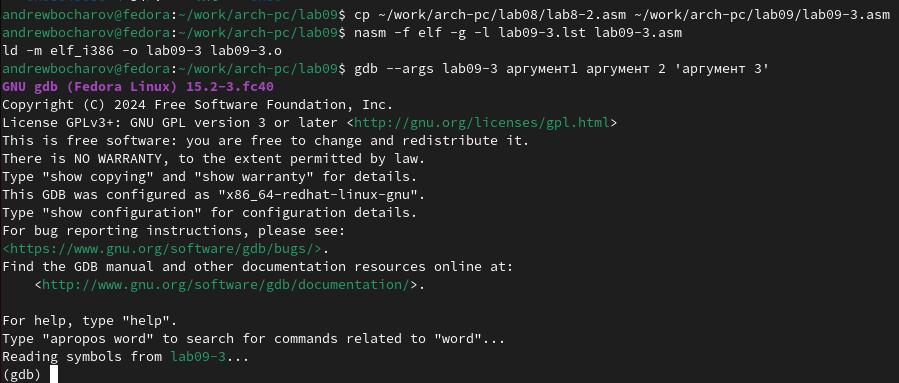 andrewbocharov@fedora:~/work/arch-pc/lab09$ cp ~/work/arch-pc/lab08/lab8-2.asm ~/work/arch-pc/lab09/lab09-3.asm
andrewbocharov@fedora:~/work/arch-pc/lab09$ nasm -f elf -g -l lab09-3.lst lab09-3.asm
ld -m elf_i386 -o lab09-3 lab09-3.o
andrewbocharov@fedora:~/work/arch-pc/lab09$ gdb --args lab09-3 аргумент1 аргумент 2 'аргумент 3'
GNU gdb (Fedora Linux) 15.2-3.fc40
Copyright (C) 2024 Free Software Foundation, Inc.
License GPLv3+: GNU GPL version 3 or later <http://gnu.org/licenses/gpl.html>
This is free software: you are free to change and redistribute it.
There is NO WARRANTY, to the extent permitted by law.
Type "show copying" and "show warranty" for details.
This GDB was configured as "x86_64-redhat-linux-gnu".
Type "show configuration" for configuration details.
For bug reporting instructions, please see:
<https://www.gnu.org/software/gdb/bugs/>.
Find the GDB manual and other documentation resources online at:
    <http://www.gnu.org/software/gdb/documentation/>.

For help, type "help".
Type "apropos word" to search for commands related to "word"...
Reading symbols from lab09-3...
(gdb)